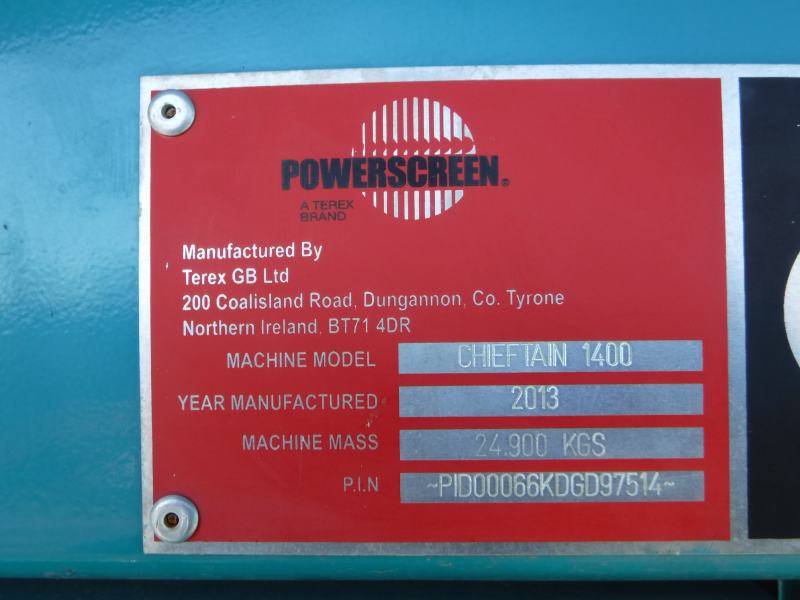 POWERSCREEN®
A TEREX
BRAND
Manufactured By
Terex GB Ltd
200 Coalisland Road, Dungannon, Co. Tyrone
Northern Ireland, BT71 4DR
MACHINE MODEL CHIEFTAIN 1400
YEAR MANUFACTURED 2013
MACHINE MASS 24.900 KGS
P.I.N ~PID00066KDGD97514~